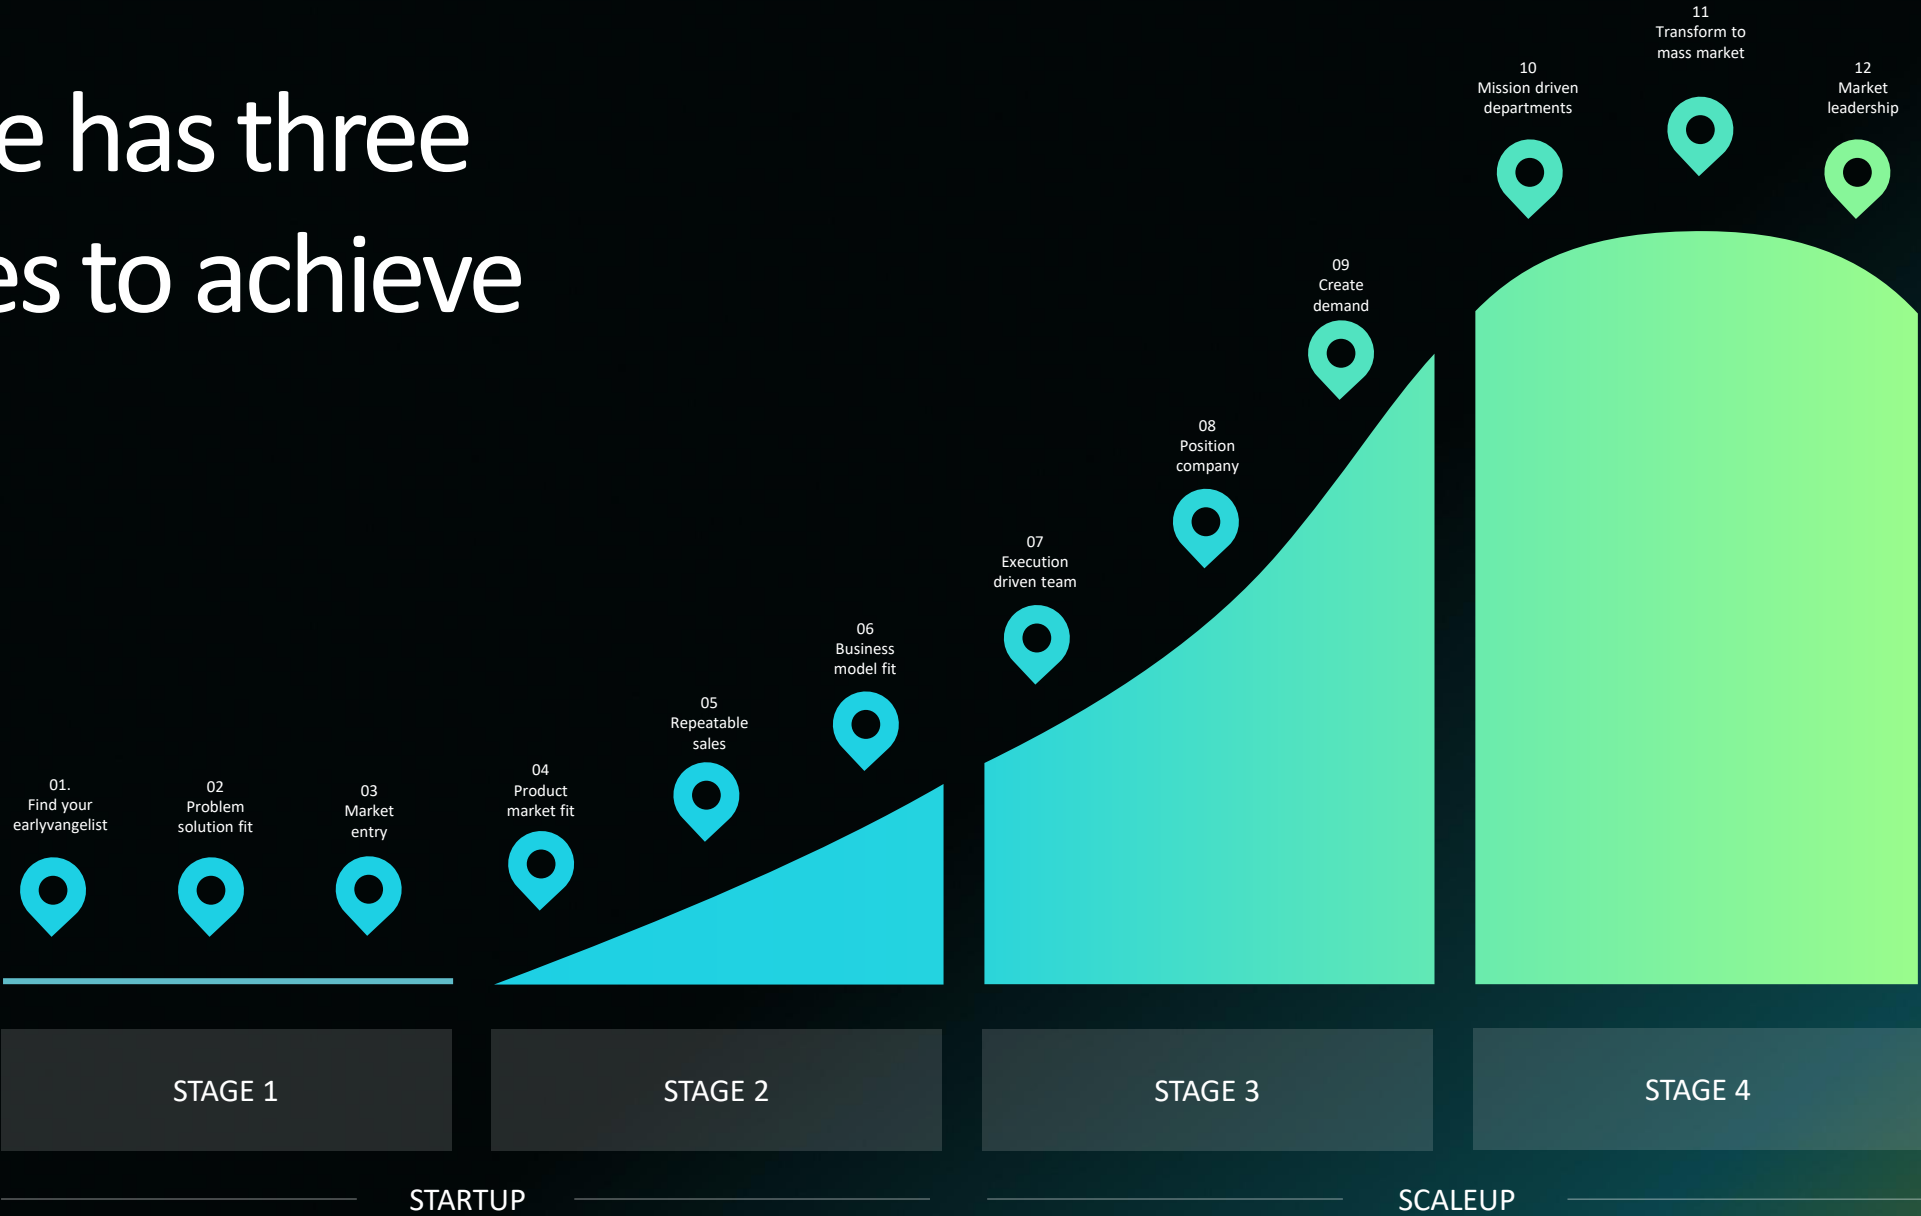 e has three
es to achieve
01.
Find your
earlyvangelist
02
Problem
solution fit
03
Market
entry
04
Product
market fit
05
Repeatable
sales
06
Business
model fit
07
Execution
driven team
08
Position
company
09
Create
demand
10
Mission driven
departments
11
Transform to
mass market
12
Market
leadership
STAGE 1
STAGE 2
STAGE 3
STAGE 4
STARTUP
SCALEUP